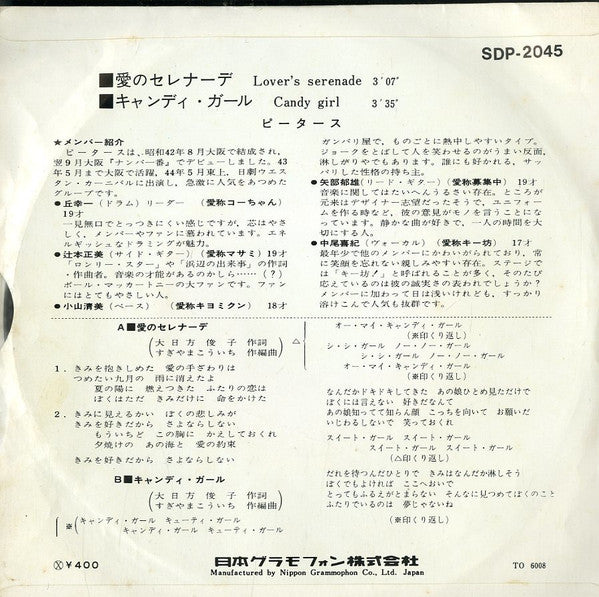 SDP-2045
■愛のセレナーデ Lover's serenade 3′07″
■キャンディ・ガール Candy girl 3′35″
ピータース
★メンバー紹介
ピータースは、昭和42年8月大阪で結成され、
翌9月大阪『ナンバー一番』でデビューしました。43
年5月まで大阪で活躍、44年5月東上、日劇ウエス
タン・カーニバルに出演し、急激に人気をあつめた
グループです。
●丘幸一(ドラム)リーダー (愛称コーちゃん)
19才
一見無口でとっつきにくい感じですが、芯はやさ
しく、メンバーやファンに慕われています。エネ
ルギッシュなドラミングが魅力。
●辻本正美(サイド・ギター)(愛称マサミ)19才
「ロンリー・スター」や「浜辺の出来事」の作詞
・作曲者。音楽の才能があるのかしら……(?)
ポール・マッカートニーの大ファンです。ファン
にはとてもやさしい人。
●小山清美(ベース) (愛称キヨミクン) 18才
ガンバリ屋で、ものごとに熱中しやすいタイプ。
ジョークをとばして人を笑わせるのがうまい反面、
淋しがりやでもあります。誰にも好かれる、サッ
パリした性格の持ち主。
●矢部郁雄(リード・ギター)(愛称募集中) 19才
音楽に関してはたいへんうるさい存在。ところが
元来はデザイナー志望だったそうで、ユニフォー
ムを作る時など、彼の意見がモノを言うことにな
っています。静かな曲が好きで、一人の時間を大
切にする人。
●中尾喜紀(ヴォーカル) (愛称キー坊) 17才
最年少で他のメンバーにかわいがられており、常
に笑顔を忘れない親しみやすい存在。ステージで
は「キー坊!」と呼ばれることが多く、そのたび
応えているのは彼の誠実さの表われでしょうか?
メンバーに加わって日は浅いけれども、すっかり
溶けこんで人気も抜群です。
A■愛のセレナーデ
(大日方俊子 作詞
すぎやまこういち 作編曲)
1. きみを抱きしめた 愛の手ざわりは
つめたい九月の 雨に消えたよ
夏の陽に 燃えつきた ふたりの恋は
ぼくはただ きみだけに 命をかけた
2. きみに見えるかい ぼくの悲しみが
きみを好きだから さよならしない
もういちど この胸に かえしておくれ
夕焼けの あの海と 愛の約束
きみを好きだから さよならしない
B■キャンディ・ガール
(大日方俊子 作詞
すぎやまこういち 作編曲)
※(キャンディ・ガール キューティ・ガール
キャンディ・ガール キューティ・ガール)
△
オー・マイ・キャンディ・ガール
(※印くり返し)
シ・シ・ガール ノー・ノー・ガール
シ・シ・ガール ノー・ノー・ガール
オー・マイ・キャンディ・ガール
(※印くり返し)
なんだかドキドキしてきた あの娘ひとめ見ただけで
ぼくには言えない 好きだなんて
あの娘知ってて知らん顔 こっちを向いて お願いだ
いじわるしないで 笑っておくれ
スイート・ガール スイート・ガール
スイート・ガール スイート・ガール
(△印くり返し)
だれを待つんだひとりで きみはなんだか淋しそう
ぼくでもよければ ここへおいで
とってもふるえがとまらない そんなに見つめてぼくのこと
ふたりでいるのは 夢じゃないね
(※印くり返し)
Ⓧ¥400
日本グラモフォン株式会社
Manufactured by Nippon Grammophon Co., Ltd. Japan
TO 6008